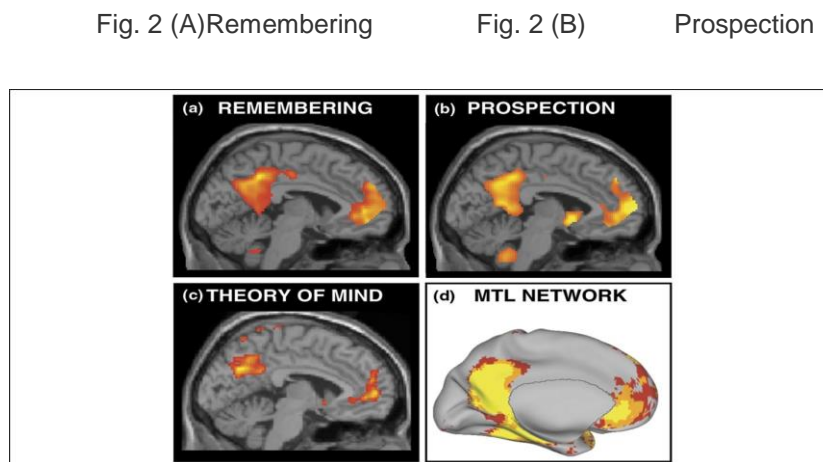 Fig. 2 (A)Remembering Fig. 2 (B) Prospection
(a) REMEMBERING
(b) PROSPECTION
(c) THEORY OF MIND
(d) MTL NETWORK